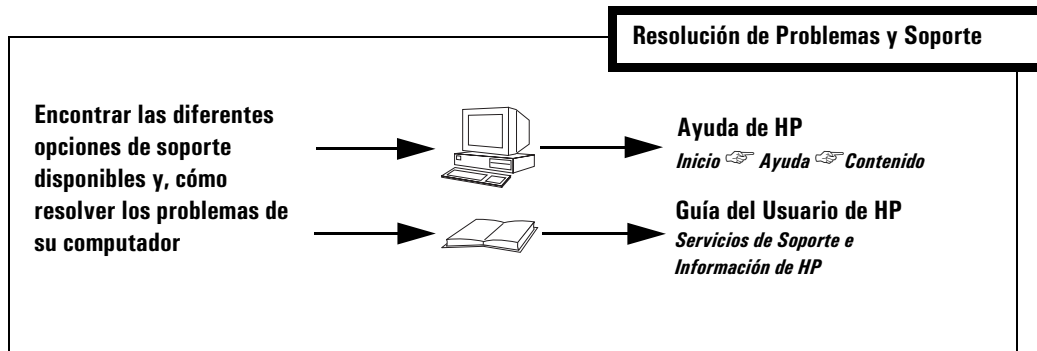 Resolución de Problemas y Soporte
Encontrar las diferentes
opciones de soporte
disponibles y, cómo
resolver los problemas de
su computador
Ayuda de HP
Inicio ☞ Ayuda ☞ Contenido
Guía del Usuario de HP
Servicios de Soporte e
Información de HP